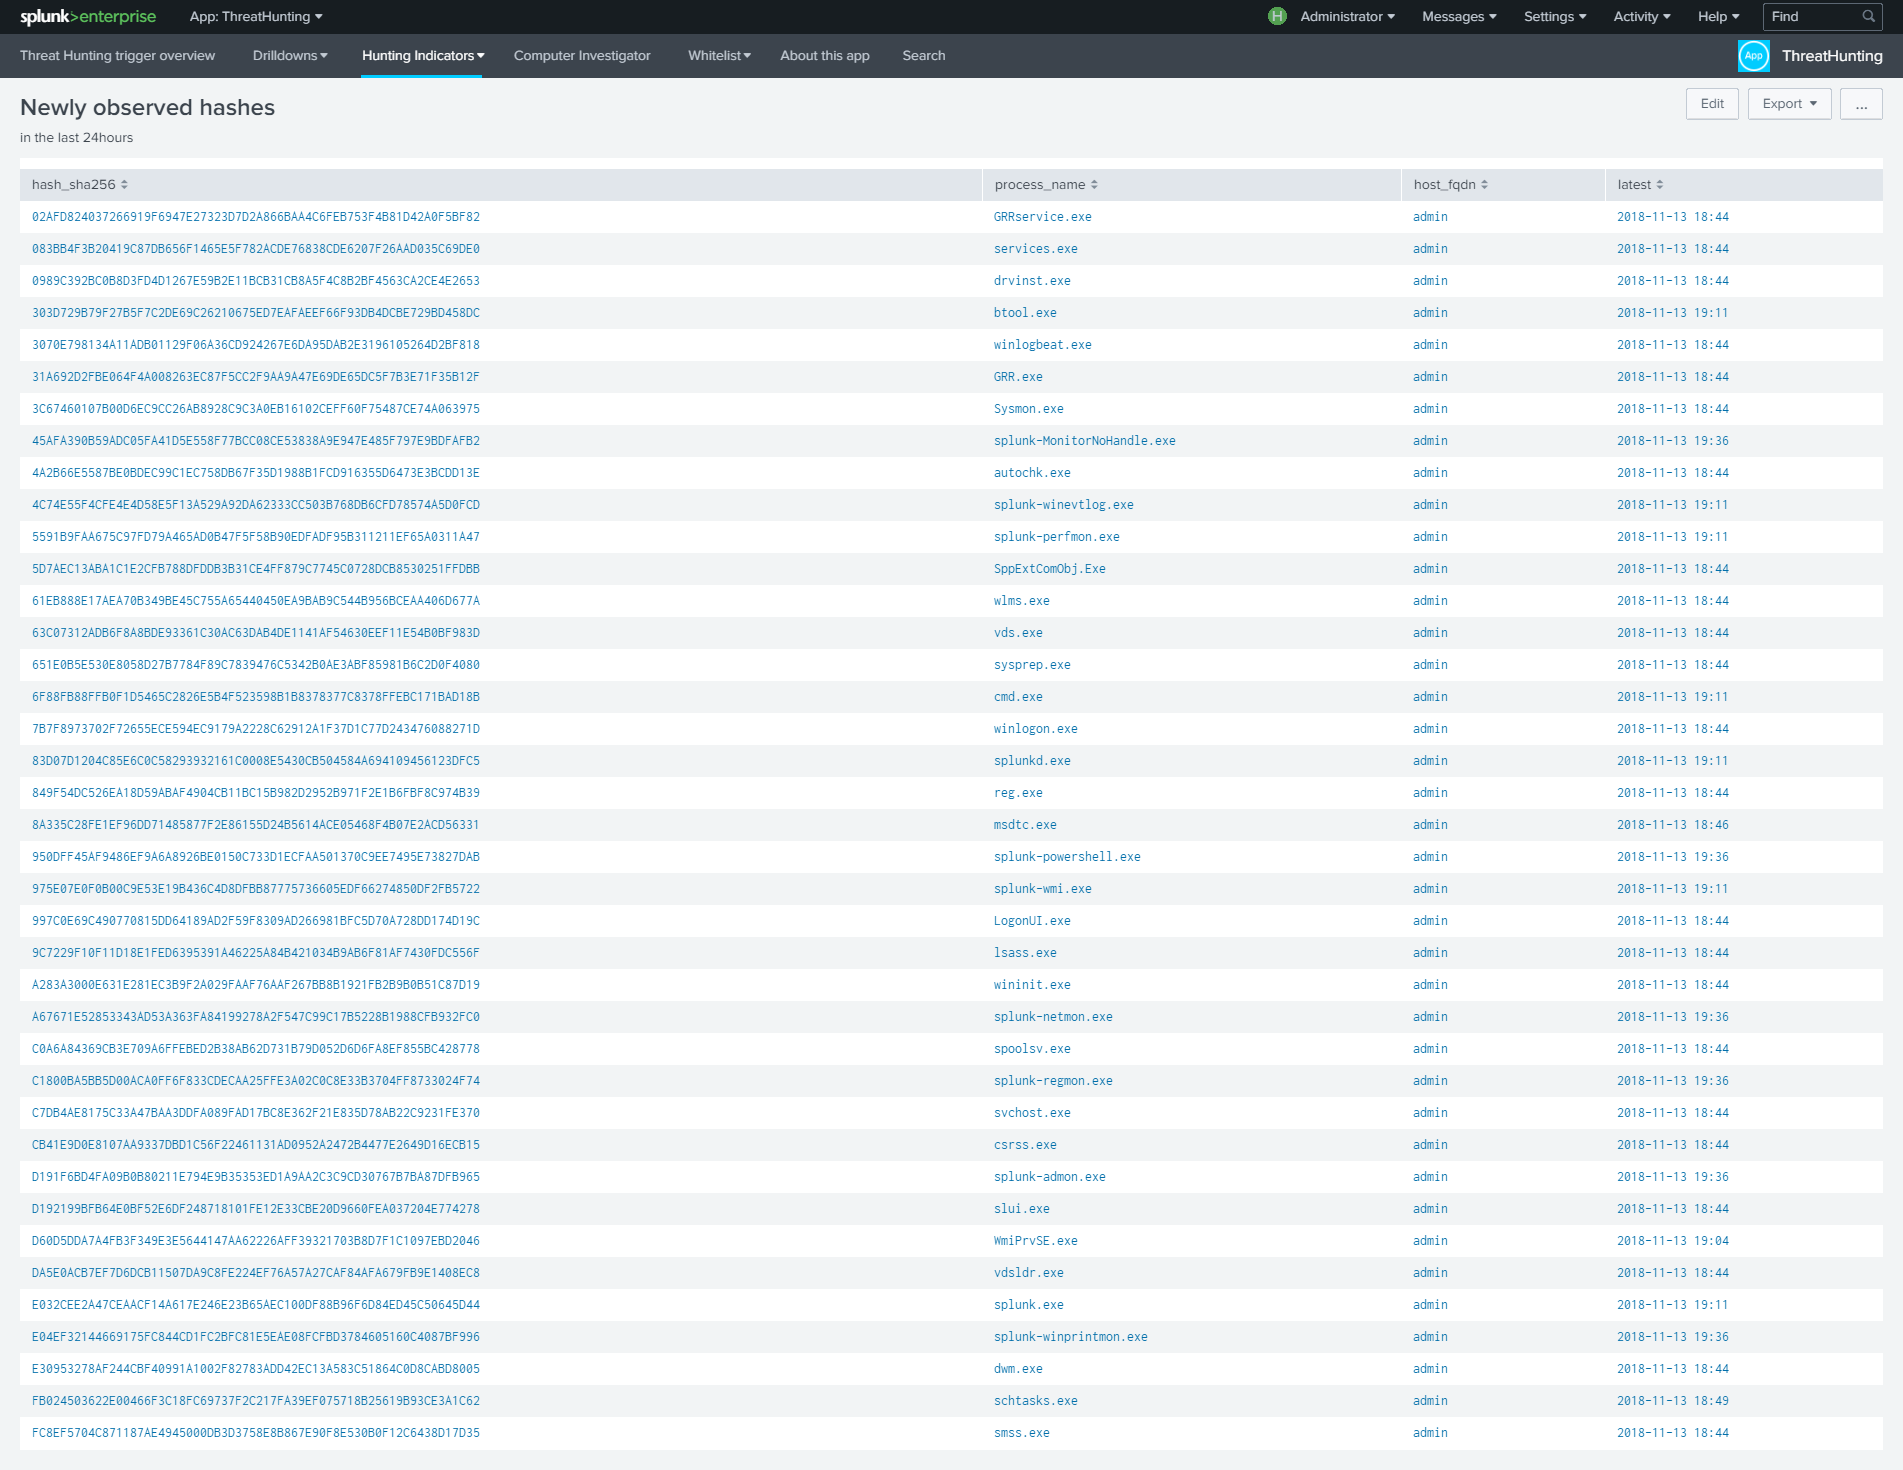 splunk>enterprise App: ThreatHunting Administrator Messages Settings Activity Help Find
Threat Hunting trigger overview Drilldowns Hunting Indicators Computer Investigator Whitelist About this app Search App ThreatHunting
Newly observed hashes Edit Export ...
in the last 24hours
hash_sha256 process_name host_fqdn latest
02AFD824037266919F6947E27323D7D2A866BAA4C6FEB753F4B81D42A0F5BF82 GRRservice.exe admin 2018-11-13 18:44
083BB4F3B20419C87DB656F1465E5F782ACDE76838CDE6207F26AAD035C69DE0 services.exe admin 2018-11-13 18:44
0989C392BC0B8D3FD4D1267E59B2E11BCB31CB8A5F4C8B2BF4563CA2CE4E2653 drvinst.exe admin 2018-11-13 18:44
303D729B79F27B5F7C2DE69C26210675ED7EAFAEEF66F93DB4DCBE729BD458DC btool.exe admin 2018-11-13 19:11
3070E798134A11ADB01129F06A36CD924267E6DA95DAB2E3196105264D2BF818 winlogbeat.exe admin 2018-11-13 18:44
31A692D2FBE064F4A008263EC87F5CC2F9AA9A47E69DE65DC5F7B3E71F35B12F GRR.exe admin 2018-11-13 18:44
3C67460107B00D6EC9CC26AB8928C9C3A0EB16102CEFF60F75487CE74A063975 Sysmon.exe admin 2018-11-13 18:44
45AFA390B59ADC05FA41D5E558F77BCC08CE53838A9E947E485F797E9BDFAFB2 splunk-MonitorNoHandle.exe admin 2018-11-13 19:36
4A2B66E5587BE0BDEC99C1EC758DB67F35D1988B1FCD916355D6473E3BCDD13E autochk.exe admin 2018-11-13 18:44
4C74E55F4CFE4E4D58E5F13A529A92DA62333CC503B768DB6CFD78574A5D0FCD splunk-winevtlog.exe admin 2018-11-13 19:11
5591B9FAA675C97FD79A465AD0B47F5F58B90EDFADF95B311211EF65A0311A47 splunk-perfmon.exe admin 2018-11-13 19:11
5D7AEC13ABA1C1E2CFB788DFDDB3B31CE4FF879C7745C0728DCB8530251FFDBB SppExtComObj.Exe admin 2018-11-13 18:44
61EB888E17AEA70B349BE45C755A65440450EA9BAB9C544B956BCEAA406D677A wlms.exe admin 2018-11-13 18:44
63C07312ADB6F8A8BDE93361C30AC63DAB4DE1141AF54630EEF11E54B0BF983D vds.exe admin 2018-11-13 18:44
651E0B5E530E8058D27B7784F89C7839476C5342B0AE3ABF85981B6C2D0F4080 sysprep.exe admin 2018-11-13 18:44
6F88FB88FFB0F1D5465C2826E5B4F523598B1B8378377C8378FFEBC171BAD18B cmd.exe admin 2018-11-13 19:11
7B7F8973702F72655ECE594EC9179A2228C62912A1F37D1C77D243476088271D winlogon.exe admin 2018-11-13 18:44
83D07D1204C85E6C0C58293932161C0008E5430CB504584A694109456123DFC5 splunkd.exe admin 2018-11-13 19:11
849F54DC526EA18D59ABAF4904CB11BC15B982D2952B971F2E1B6FBF8C974B39 reg.exe admin 2018-11-13 18:44
8A335C28FE1EF96DD71485877F2E86155D24B5614ACE05468F4B07E2ACD56331 msdtc.exe admin 2018-11-13 18:46
950DFF45AF9486EF9A6A8926BE0150C733D1ECFAA501370C9EE7495E73827DAB splunk-powershell.exe admin 2018-11-13 19:36
975E07E0F0B00C9E53E19B436C4D8DFBB87775736605EDF66274850DF2FB5722 splunk-wmi.exe admin 2018-11-13 19:11
997C0E69C490770815DD64189AD2F59F8309AD266981BFC5D70A728DD174D19C LogonUI.exe admin 2018-11-13 18:44
9C7229F10F11D18E1FED6395391A46225A84B421034B9AB6F81AF7430FDC556F lsass.exe admin 2018-11-13 18:44
A283A3000E631E281EC3B9F2A029FAAF76AAF267BB8B1921FB2B9B0B51C87D19 wininit.exe admin 2018-11-13 18:44
A67671E52853343AD53A363FA84199278A2F547C99C17B5228B1988CFB932FC0 splunk-netmon.exe admin 2018-11-13 19:36
C0A6A84369CB3E709A6FFEBED2B38AB62D731B79D052D6D6FA8EF855BC428778 spoolsv.exe admin 2018-11-13 18:44
C1800BA5BB5D00ACA0FF6F833CDECAA25FFE3A02C0C8E33B3704FF8733024F74 splunk-regmon.exe admin 2018-11-13 19:36
C7DB4AE8175C33A47BAA3DDFA089FAD17BC8E362F21E835D78AB22C9231FE370 svchost.exe admin 2018-11-13 18:44
CB41E9D0E8107AA9337DBD1C56F22461131AD0952A2472B4477E2649D16ECB15 csrss.exe admin 2018-11-13 18:44
D191F6BD4FA09B0B80211E794E9B35353ED1A9AA2C3C9CD30767B7BA87DFB965 splunk-admon.exe admin 2018-11-13 19:36
D192199BFB64E0BF52E6DF248718101FE12E33CBE20D9660FEA037204E774278 slui.exe admin 2018-11-13 18:44
D60D5DDA7A4FB3F349E3E5644147AA62226AFF39321703B8D7F1C1097EBD2046 WmiPrvSE.exe admin 2018-11-13 19:04
DA5E0ACB7EF7D6DCB11507DA9C8FE224EF76A57A27CAF84AFA679FB9E1408EC8 vdsldr.exe admin 2018-11-13 18:44
E032CEE2A47CEAACF14A617E246E23B65AEC100DF88B96F6D84ED45C50645D44 splunk.exe admin 2018-11-13 19:11
E04EF32144669175FC844CD1FC2BFC81E5EAE08FCFBD3784605160C4087BF996 splunk-winprintmon.exe admin 2018-11-13 19:36
E30953278AF244CBF40991A1002F82783ADD42EC13A583C51864C0D8CABD8005 dwm.exe admin 2018-11-13 18:44
FB024503622E00466F3C18FC69737F2C217FA39EF075718B25619B93CE3A1C62 schtasks.exe admin 2018-11-13 18:49
FC8EF5704C871187AE4945000DB3D3758E8B867E90F8E530B0F12C6438D17D35 smss.exe admin 2018-11-13 18:44